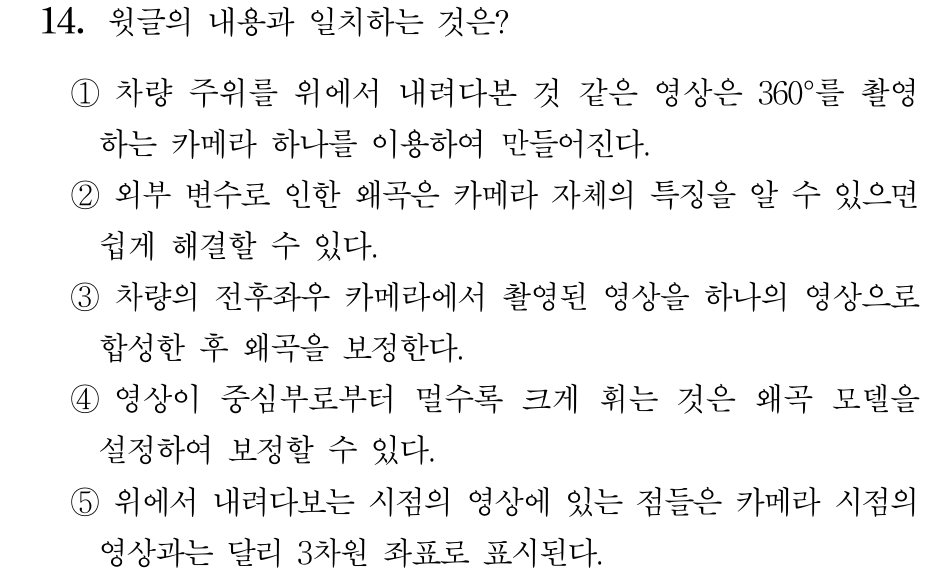 14. 윗글의 내용과 일치하는 것은?
① 차량 주위를 위에서 내려다본 것 같은 영상은 360°를 촬영
하는 카메라 하나를 이용하여 만들어진다.
② 외부 변수로 인한 왜곡은 카메라 자체의 특징을 알 수 있으면
쉽게 해결할 수 있다.
③ 차량의 전후좌우 카메라에서 촬영된 영상을 하나의 영상으로
합성한 후 왜곡을 보정한다.
④ 영상이 중심부로부터 멀수록 크게 휘는 것은 왜곡 모델을
설정하여 보정할 수 있다.
⑤ 위에서 내려다보는 시점의 영상에 있는 점들은 카메라 시점의
영상과는 달리 3차원 좌표로 표시된다.